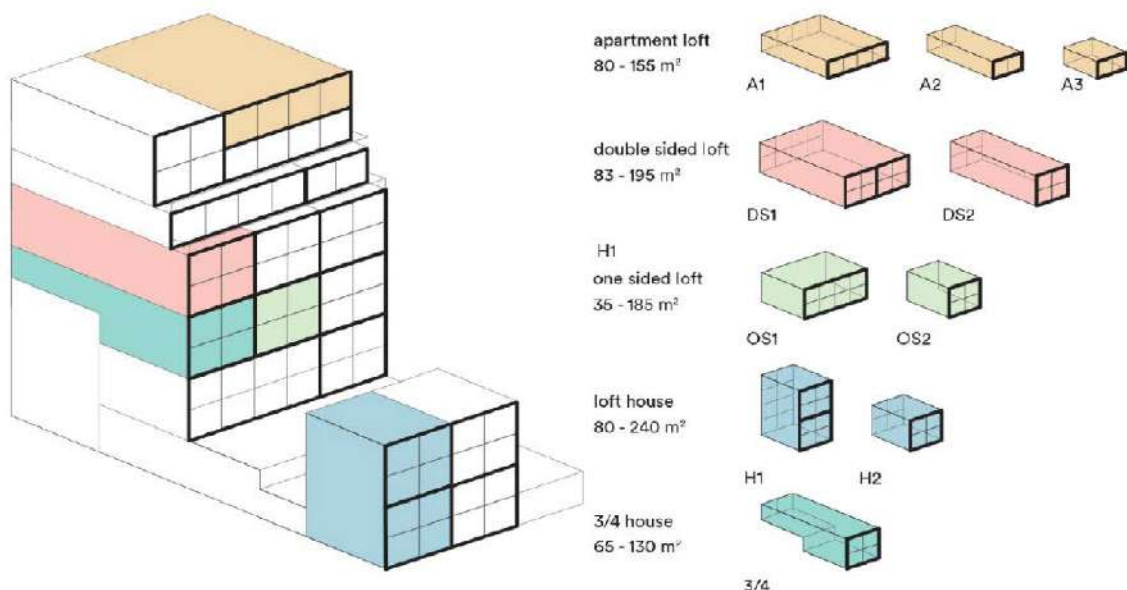 apartment loft
80 - 155 m²
A1
A2
A3
double sided loft
83 - 195 m²
DS1
DS2
H1
one sided loft
35 - 185 m²
OS1
OS2
loft house
80 - 240 m²
H1
H2
3/4 house
65 - 130 m²
3/4